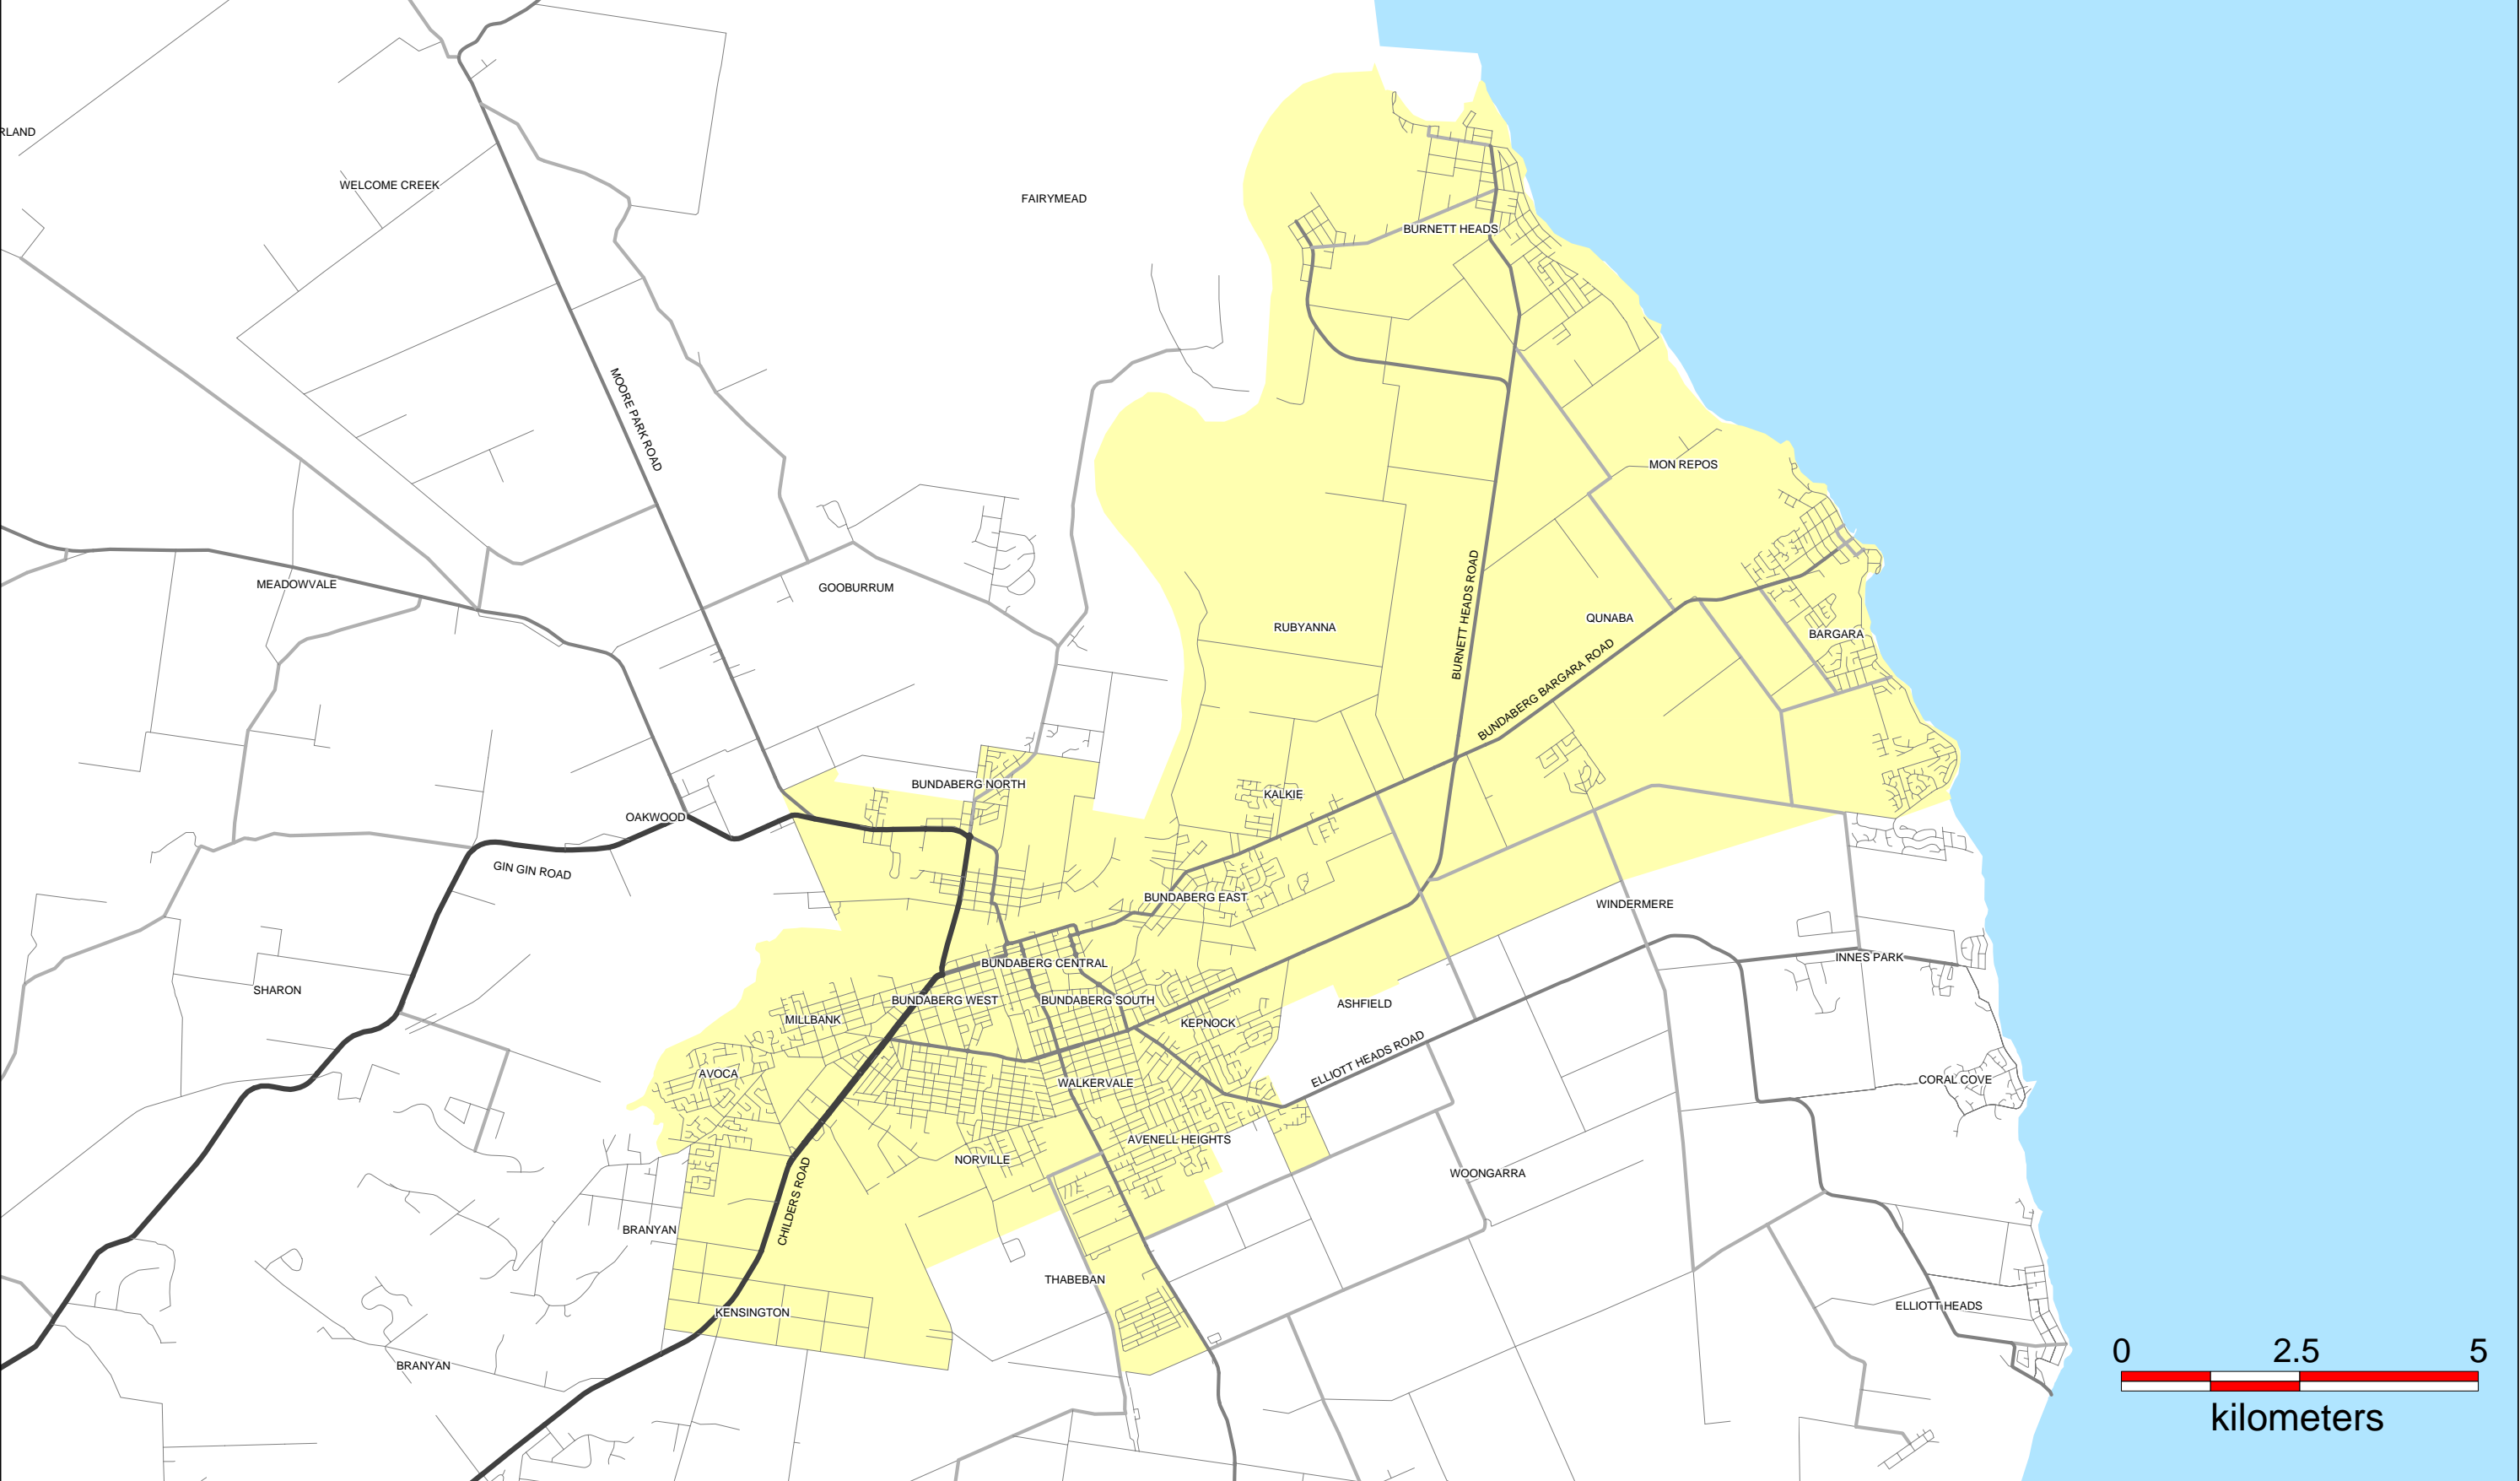 RLAND
WELCOME CREEK
FAIRYMEAD
BURNETT HEADS
MOORE PARK ROAD
MON REPOS
MEADOWVALE
GOOBURRUM
BURNETT HEADS ROAD
RUBYANNA
QUNABA
BARGARA
BUNDABERG BARGARA ROAD
BUNDABERG NORTH
KALKIE
OAKWOOD
GIN GIN ROAD
BUNDABERG EAST
WINDERMERE
BUNDABERG CENTRAL
INNES PARK
SHARON
BUNDABERG WEST
BUNDABERG SOUTH
ASHFIELD
MILLBANK
KEPNOCK
ELLIOTT HEADS ROAD
AVOCA
WALKERVALE
CORAL COVE
AVENELL HEIGHTS
NORVILLE
WOONGARRA
CHILDERS ROAD
BRANYAN
THABEBAN
KENSINGTON
ELLIOTT HEADS
BRANYAN
0 2.5 5
kilometers